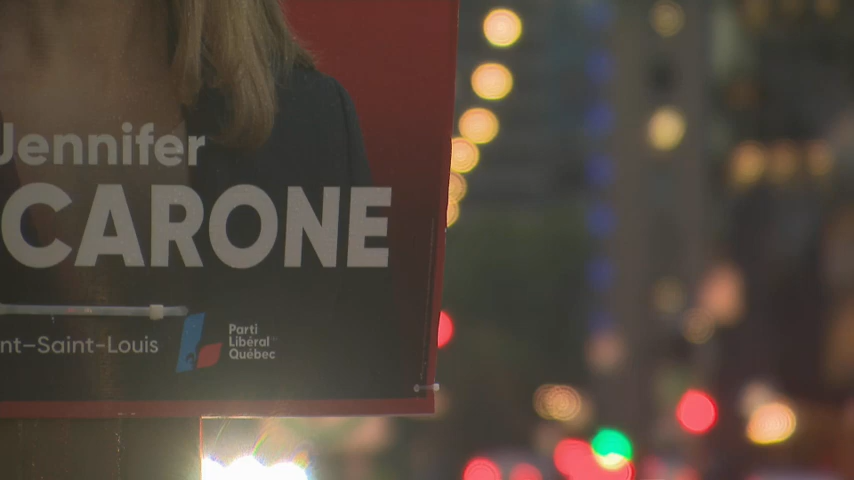 Jennifer
CARONE
nt–Saint-Louis
Parti
Libéral
Québec